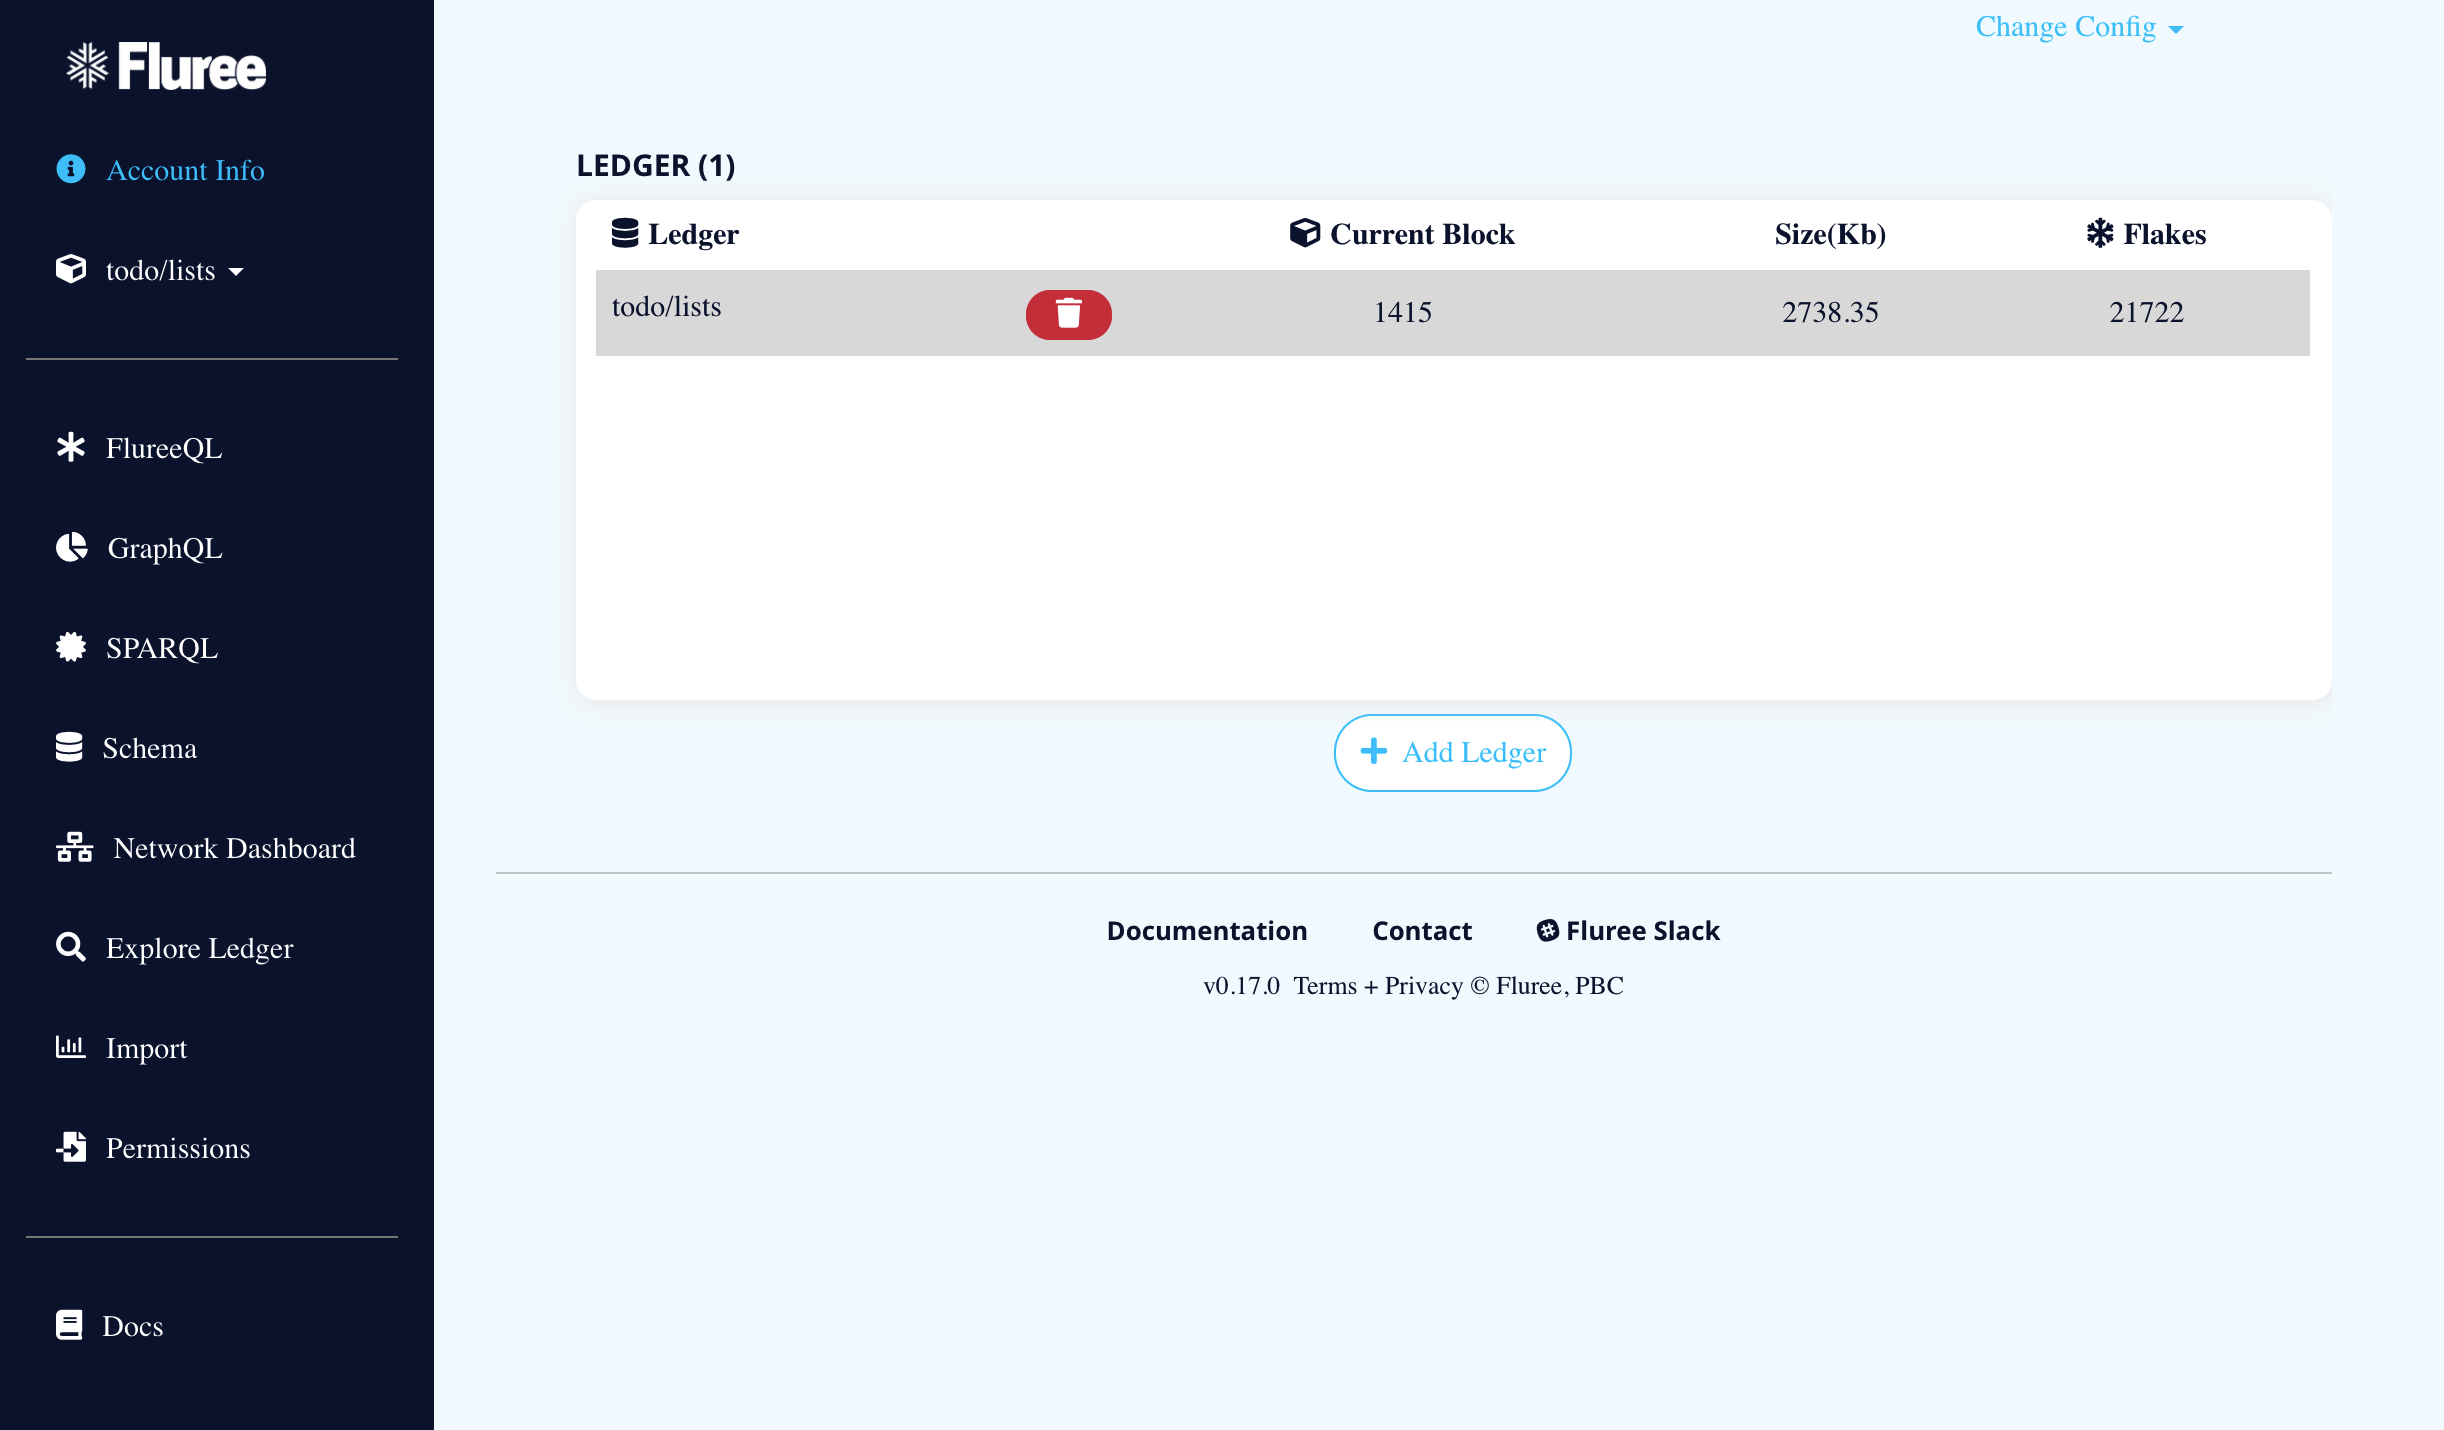 Fluree
Account Info
todo/lists
FlureeQL
GraphQL
SPARQL
Schema
Network Dashboard
Explore Ledger
Import
Permissions
Docs
Change Config
LEDGER (1)
Ledger Current Block Size(Kb) Flakes
todo/lists 1415 2738.35 21722
Add Ledger
Documentation Contact Fluree Slack
v0.17.0 Terms + Privacy © Fluree, PBC